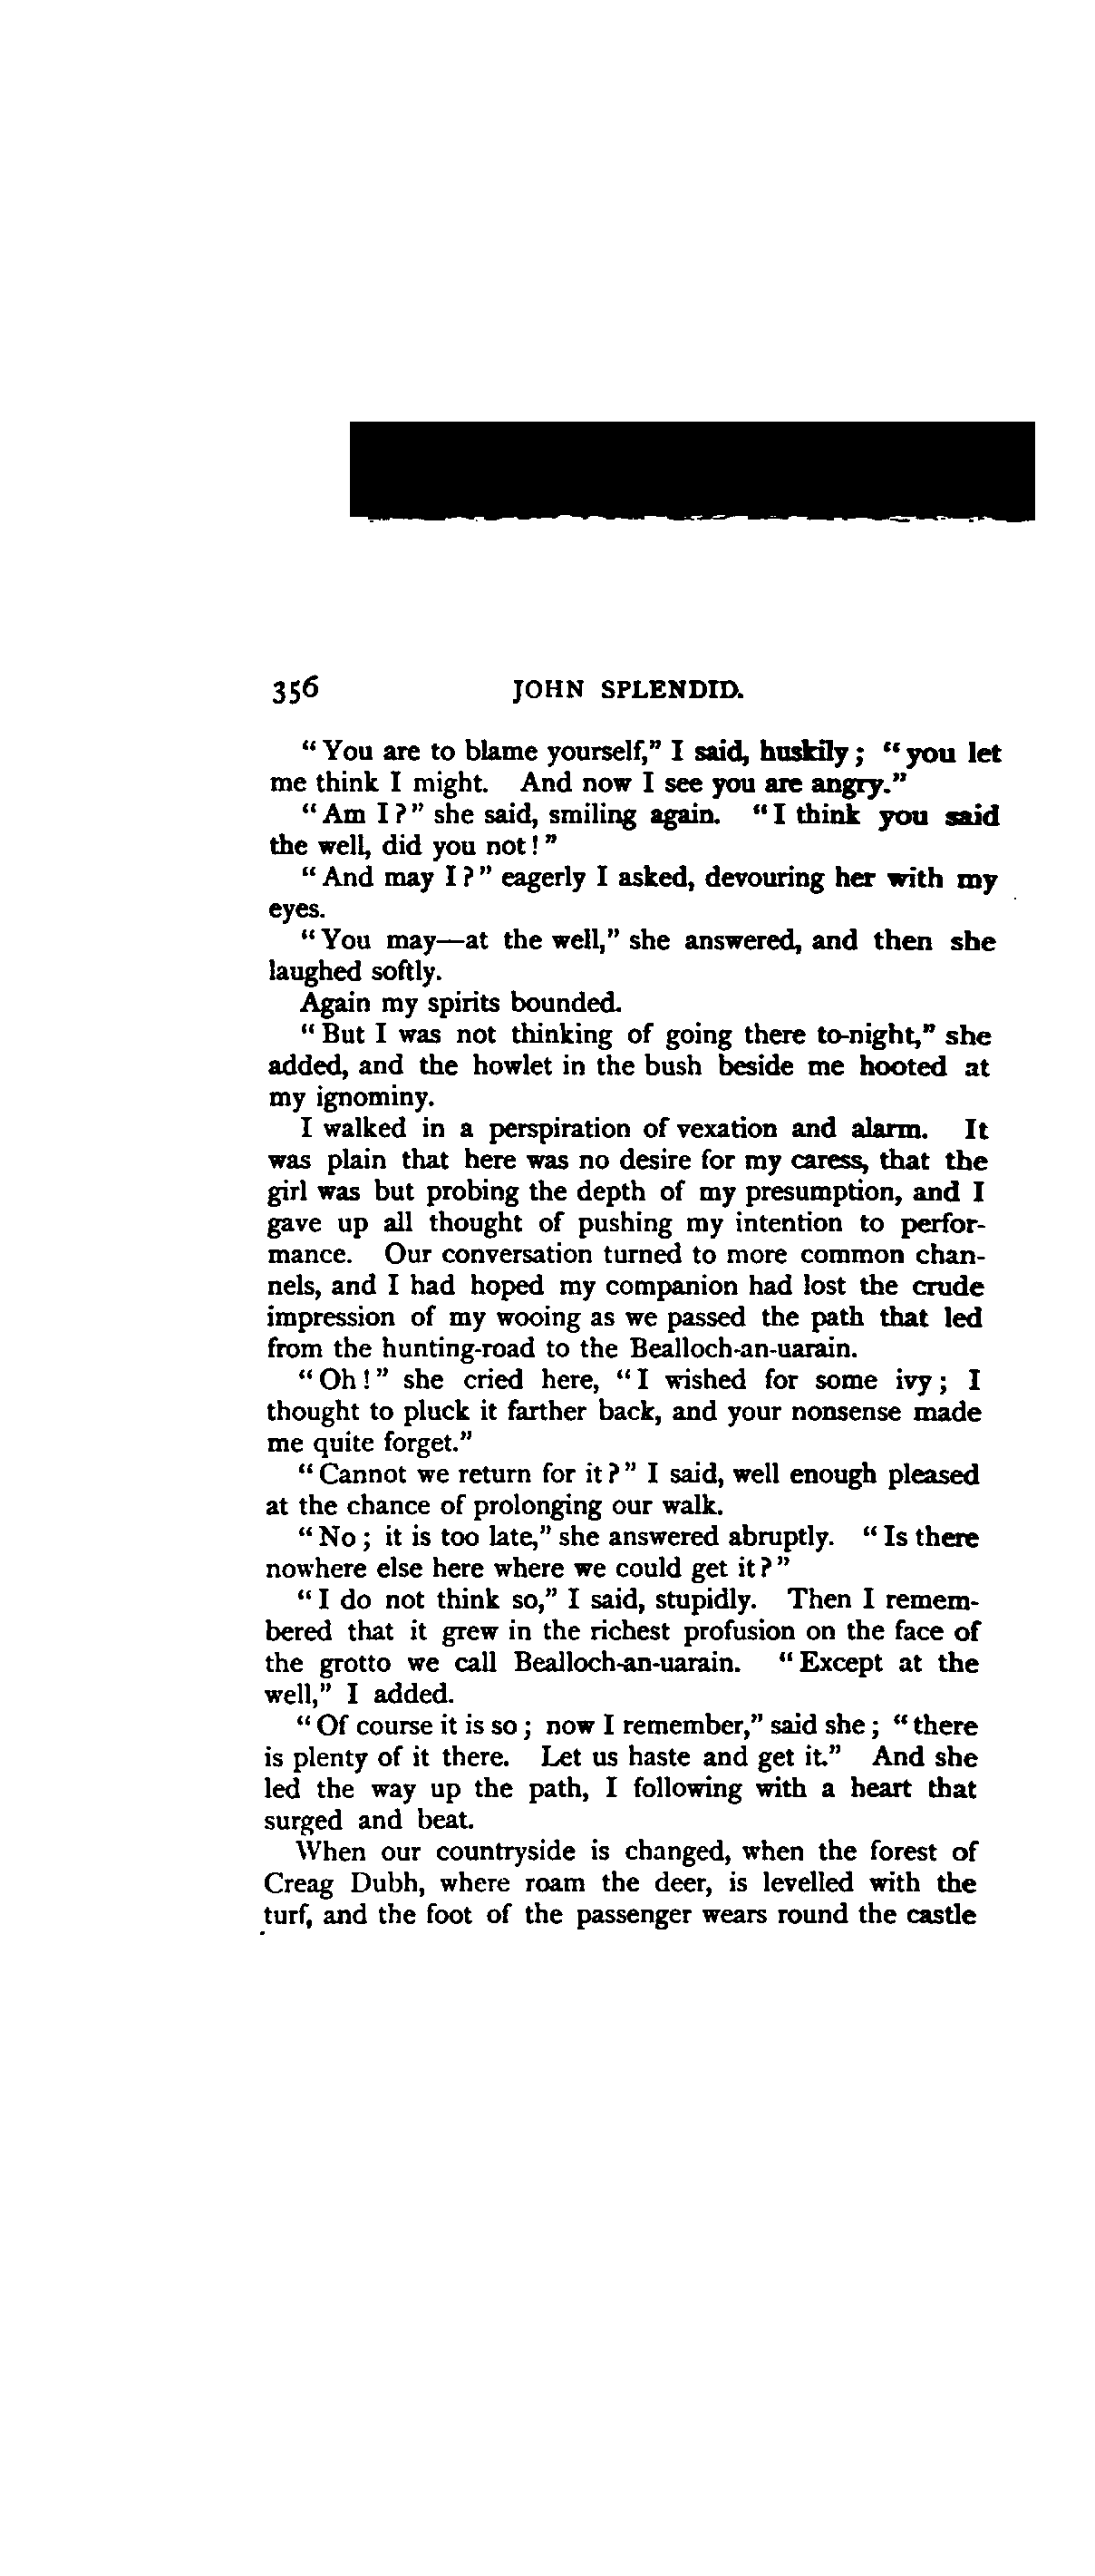 356 JOHN SPLENDID.
"You are to blame yourself," I said, huskily; "you let
me think I might. And now I see you are angry."
"Am I?" she said, smiling again. "I think you said
the well, did you not!"
"And may I?" eagerly I asked, devouring her with my
eyes.
"You may—at the well," she answered, and then she
laughed softly.
Again my spirits bounded.
"But I was not thinking of going there to-night," she
added, and the howlet in the bush beside me hooted at
my ignominy.
I walked in a perspiration of vexation and alarm. It
was plain that here was no desire for my caress, that the
girl was but probing the depth of my presumption, and I
gave up all thought of pushing my intention to perfor-
mance. Our conversation turned to more common chan-
nels, and I had hoped my companion had lost the crude
impression of my wooing as we passed the path that led
from the hunting-road to the Bealloch-an-uarain.
"Oh!" she cried here, "I wished for some ivy; I
thought to pluck it farther back, and your nonsense made
me quite forget."
"Cannot we return for it?" I said, well enough pleased
at the chance of prolonging our walk.
"No; it is too late," she answered abruptly. "Is there
nowhere else here where we could get it?"
"I do not think so," I said, stupidly. Then I remem-
bered that it grew in the richest profusion on the face of
the grotto we call Bealloch-an-uarain. "Except at the
well," I added.
"Of course it is so; now I remember," said she; "there
is plenty of it there. Let us haste and get it." And she
led the way up the path, I following with a heart that
surged and beat.
When our countryside is changed, when the forest of
Creag Dubh, where roam the deer, is levelled with the
turf, and the foot of the passenger wears round the castle